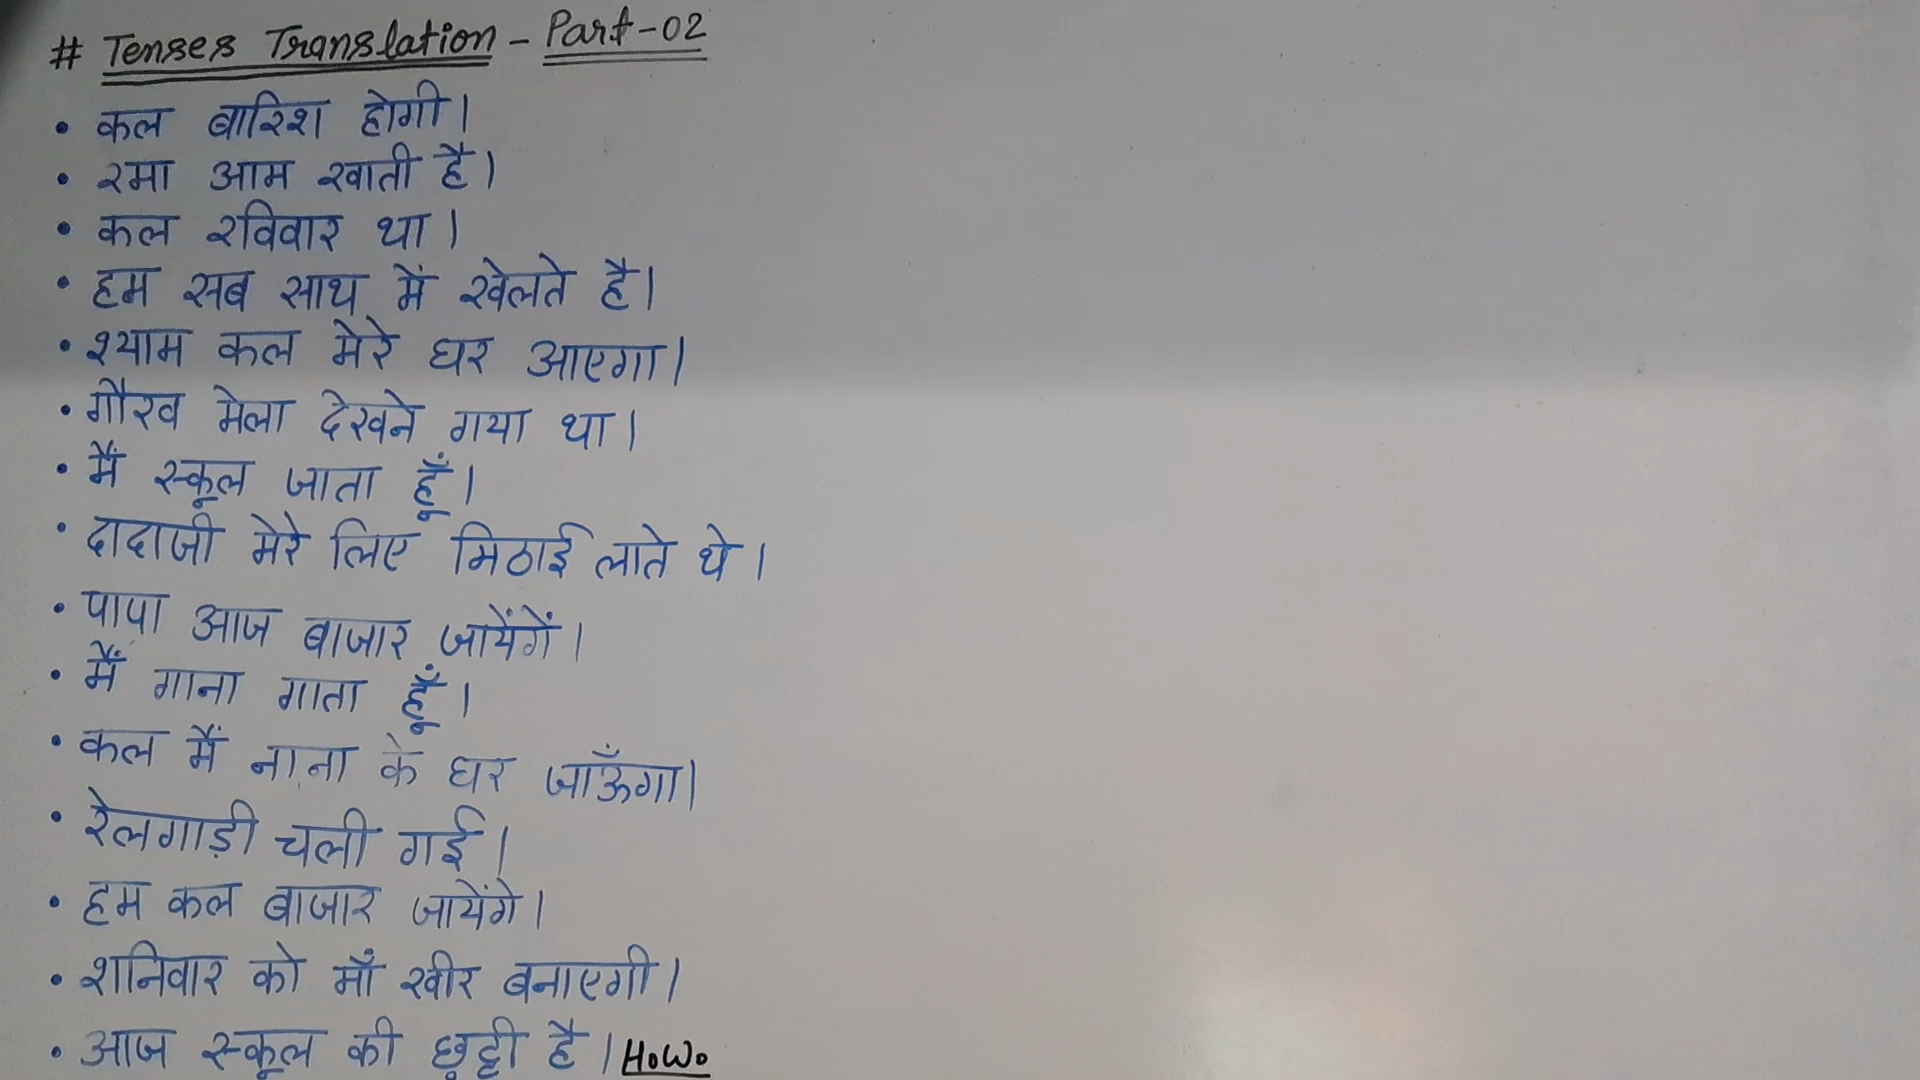 # Tenses Translation - Part-02
• कल बारिश होगी।
• रमा आम खाती है।
• कल रविवार था।
• हम सब साथ में खेलते है।
• श्याम कल मेरे घर आएगा।
• गौरव मेला देखने गया था।
• मैं स्कूल जाता हूँ।
• दादाजी मेरे लिए मिठाई लाते थे।
• पापा आज बाजार जायेंगें।
• मैं गाना गाता हूँ।
• कल मैं नाना के घर जाऊँगा।
• रेलगाड़ी चली गई।
• हम कल बाजार जायेंगे।
• शनिवार को माँ खीर बनाएगी।
• आज स्कूल की छुट्टी है। H.W.